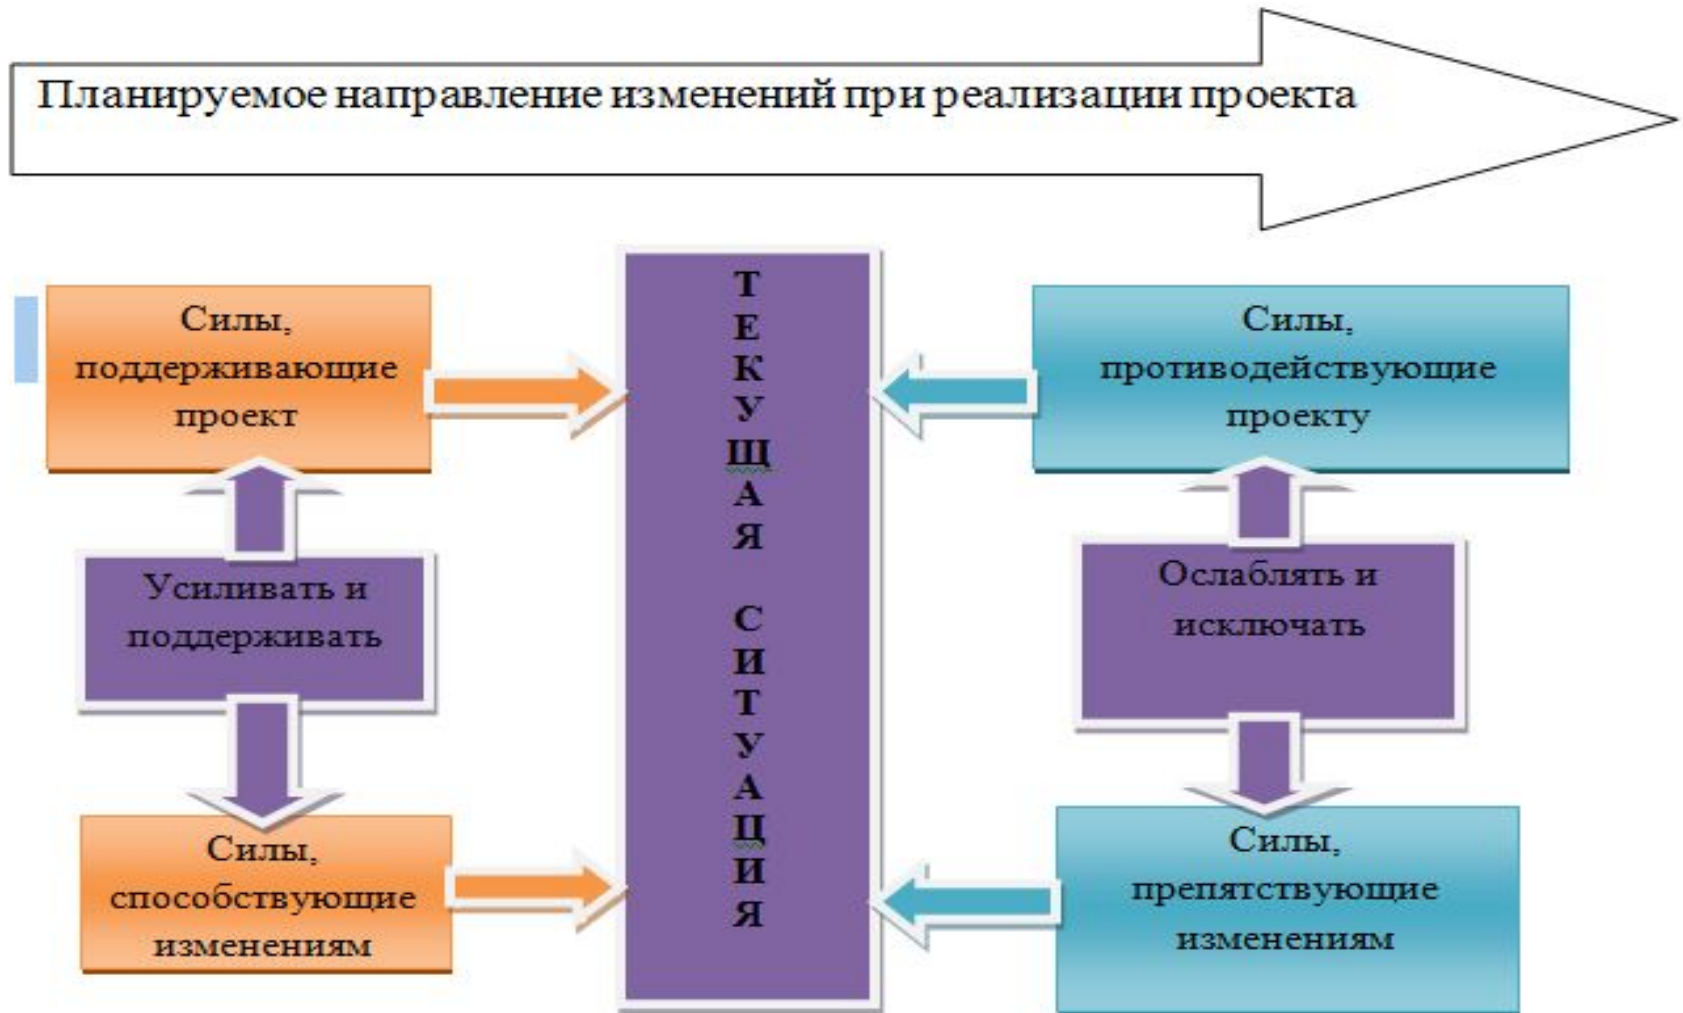 Планируемое направление изменений при реализации проекта
Силы,
поддерживающие
проект
Усиливать и
поддерживать
Силы,
способствующие
изменениям
Т
Е
К
У
Щ
А
Я
С
И
Т
У
А
Ц
И
Я
Силы,
противодействующие
проекту
Ослаблять и
исключать
Силы,
препятствующие
изменениям